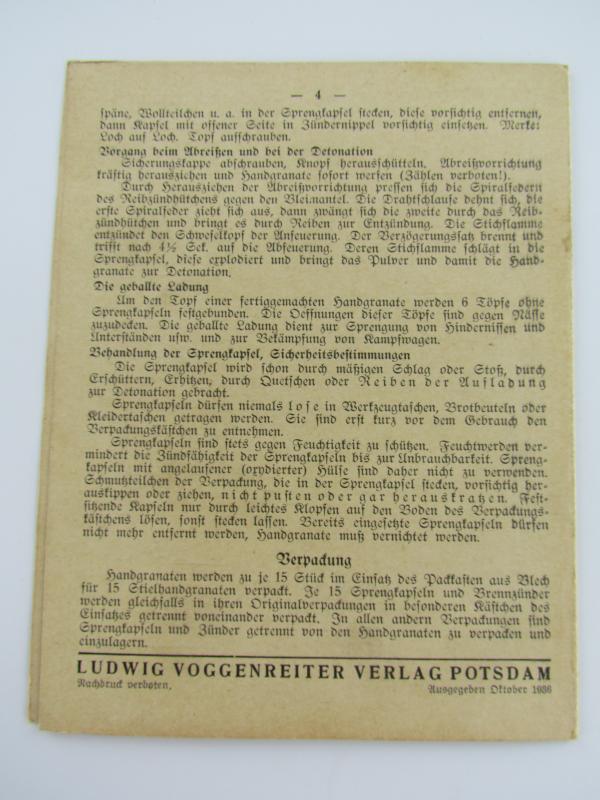 — 4 —
späne, Wollteilchen u. a. in der Sprengkapsel stecken, diese vorsichtig entfernen,
dann Kapsel mit offener Seite in Zündernippel vorsichtig einsetzen. Merke:
Loch auf Loch. Topf aufschrauben.
Vorgang beim Abreißen und bei der Detonation
Sicherungskappe abschrauben, Knopf herausschütteln. Abreißvorrichtung
kräftig herausziehen und Handgranate sofort werfen (Zählen verboten!).
Durch Herausziehen der Abreißvorrichtung pressen sich die Spiralfedern
des Reibzündhütchens gegen den Bleimantel. Die Drahtschlaufe dehnt sich, die
erste Spiralfeder zieht sich aus, dann zwängt sich die zweite durch das Reib-
zündhütchen und bringt es durch Reiben zur Entzündung. Die Stichflamme
entzündet den Schwefelkopf der Anfeuerung. Der Verzögerungssatz brennt und
trifft nach 4½ Sek. auf die Abfeuerung. Deren Stichflamme schlägt in die
Sprengkapsel, diese explodiert und bringt das Pulver und damit die Hand-
granate zur Detonation.
Die geballte Ladung
Um den Topf einer fertiggemachten Handgranate werden 6 Töpfe ohne
Sprengkapseln festgebunden. Die Oeffnungen dieser Töpfe sind gegen Nässe
zuzudecken. Die geballte Ladung dient zur Sprengung von Hindernissen und
Unterständen usw. und zur Bekämpfung von Kampfwagen.
Behandlung der Sprengkapsel, Sicherheitsbestimmungen
Die Sprengkapsel wird schon durch mäßigen Schlag oder Stoß, durch
Erschüttern, Erhitzen, durch Quetschen oder Reiben der Aufladung
zur Detonation gebracht.
Sprengkapseln dürfen niemals lose in Werkzeugtaschen, Brotbeuteln oder
Kleidertaschen getragen werden. Sie sind erst kurz vor dem Gebrauch den
Verpackungskästchen zu entnehmen.
Sprengkapseln sind stets gegen Feuchtigkeit zu schützen. Feuchtwerden ver-
mindert die Zündfähigkeit der Sprengkapseln bis zur Unbrauchbarkeit. Spreng-
kapseln mit angelaufener (oxydierter) Hülse sind daher nicht zu verwenden.
Schmutzteilchen der Verpackung, die in der Sprengkapsel stecken, vorsichtig her-
auskippen oder ziehen, nicht pusten oder gar herauskratzen. Fest-
sitzende Kapseln nur durch leichtes Klopfen auf den Boden des Verpackungs-
kästchens lösen, sonst stecken lassen. Bereits eingesetzte Sprengkapseln dürfen
nicht mehr entfernt werden, Handgranate muß vernichtet werden.
Verpackung
Handgranaten werden zu je 15 Stück im Einsatz des Packkasten aus Blech
für 15 Stielhandgranaten verpackt. Je 15 Sprengkapseln und Brennzünder
werden gleichfalls in ihren Originalverpackungen in besonderen Kästchen des
Einsatzes getrennt voneinander verpackt. In allen andern Verpackungen sind
Sprengkapseln und Zünder getrennt von den Handgranaten zu verpacken und
einzulagern.
LUDWIG VOGGENREITER VERLAG POTSDAM
Nachdruck verboten. Ausgegeben Oktober 1936